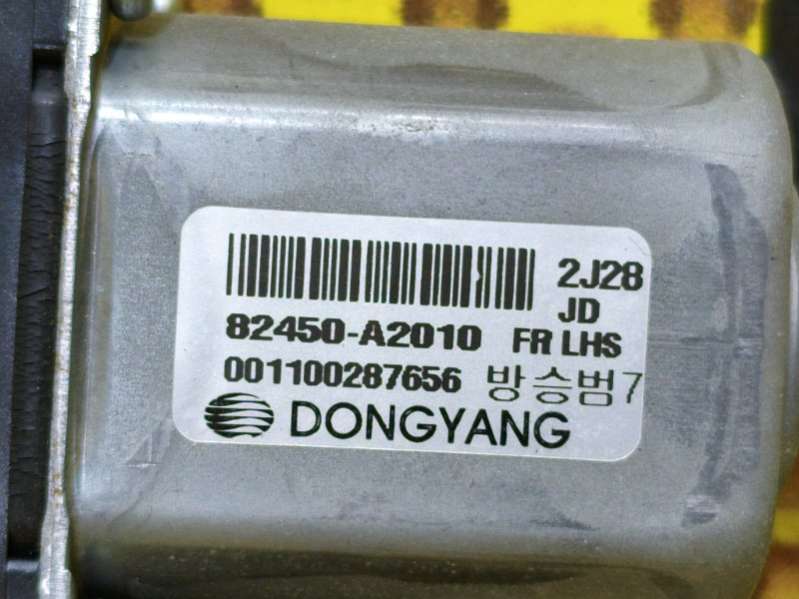 2J28
JD
82450-A2010 FR LHS
001100287656 방승범7
DONGYANG